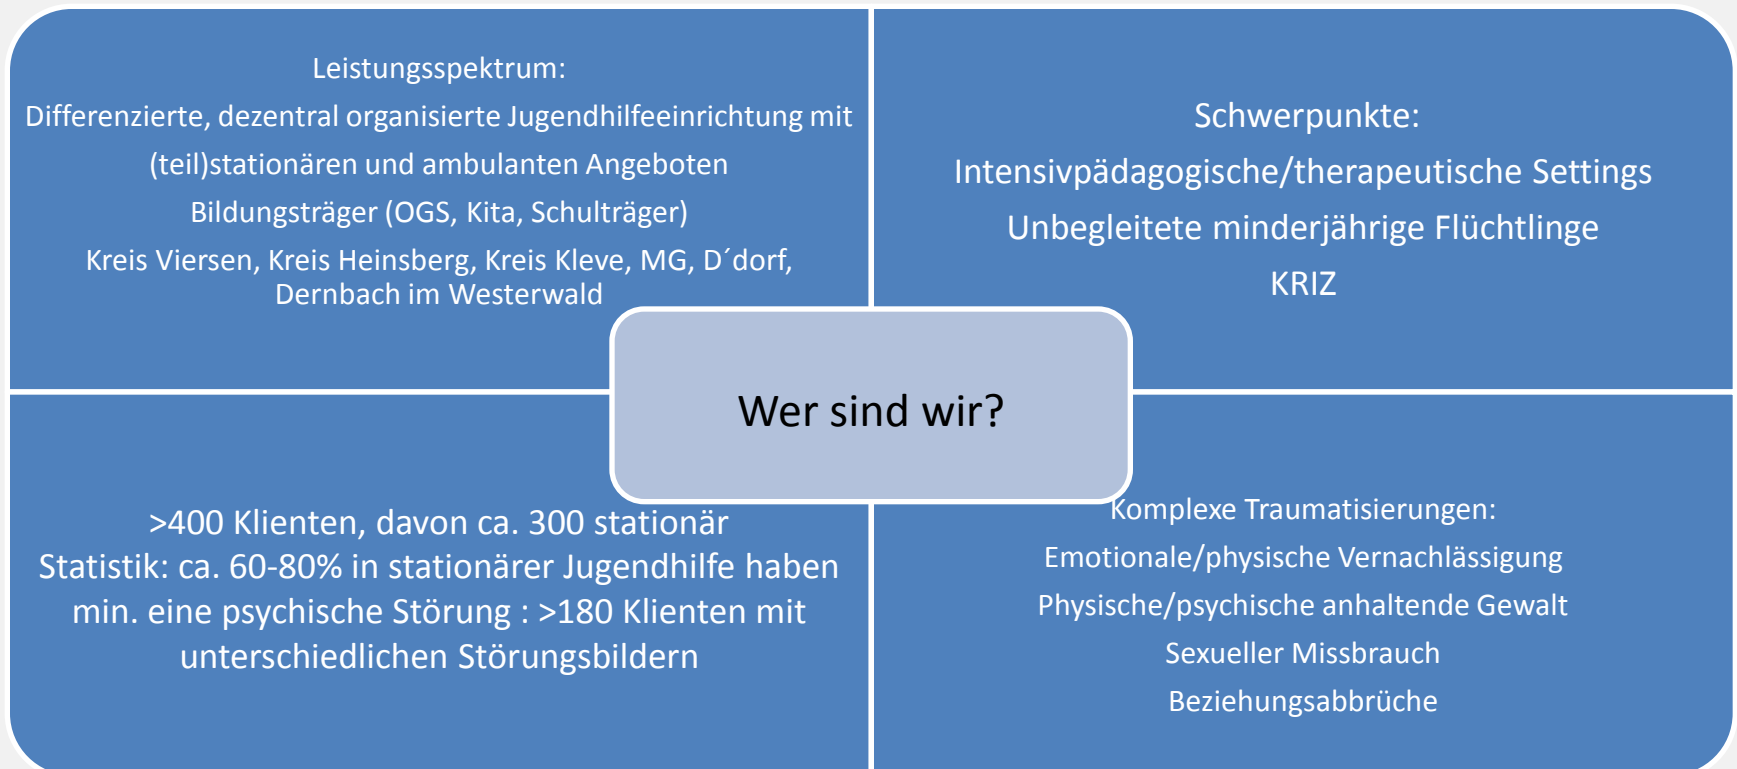 Leistungsspektrum:
Differenzierte, dezentral organisierte Jugendhilfeeinrichtung mit
(teil)stationären und ambulanten Angeboten
Bildungsträger (OGS, Kita, Schulträger)
Kreis Viersen, Kreis Heinsberg, Kreis Kleve, MG, D´dorf,
Dernbach im Westerwald
Schwerpunkte:
Intensivpädagogische/therapeutische Settings
Unbegleitete minderjährige Flüchtlinge
KRIZ
Wer sind wir?
>400 Klienten, davon ca. 300 stationär
Statistik: ca. 60-80% in stationärer Jugendhilfe haben
min. eine psychische Störung : >180 Klienten mit
unterschiedlichen Störungsbildern
Komplexe Traumatisierungen:
Emotionale/physische Vernachlässigung
Physische/psychische anhaltende Gewalt
Sexueller Missbrauch
Beziehungsabbrüche